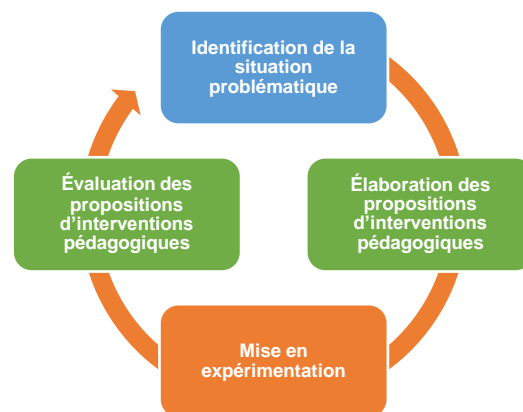 Identification de la
situation
problématique
Élaboration des
propositions
d'interventions
pédagogiques
Mise en
expérimentation
Évaluation des
propositions
d'interventions
pédagogiques